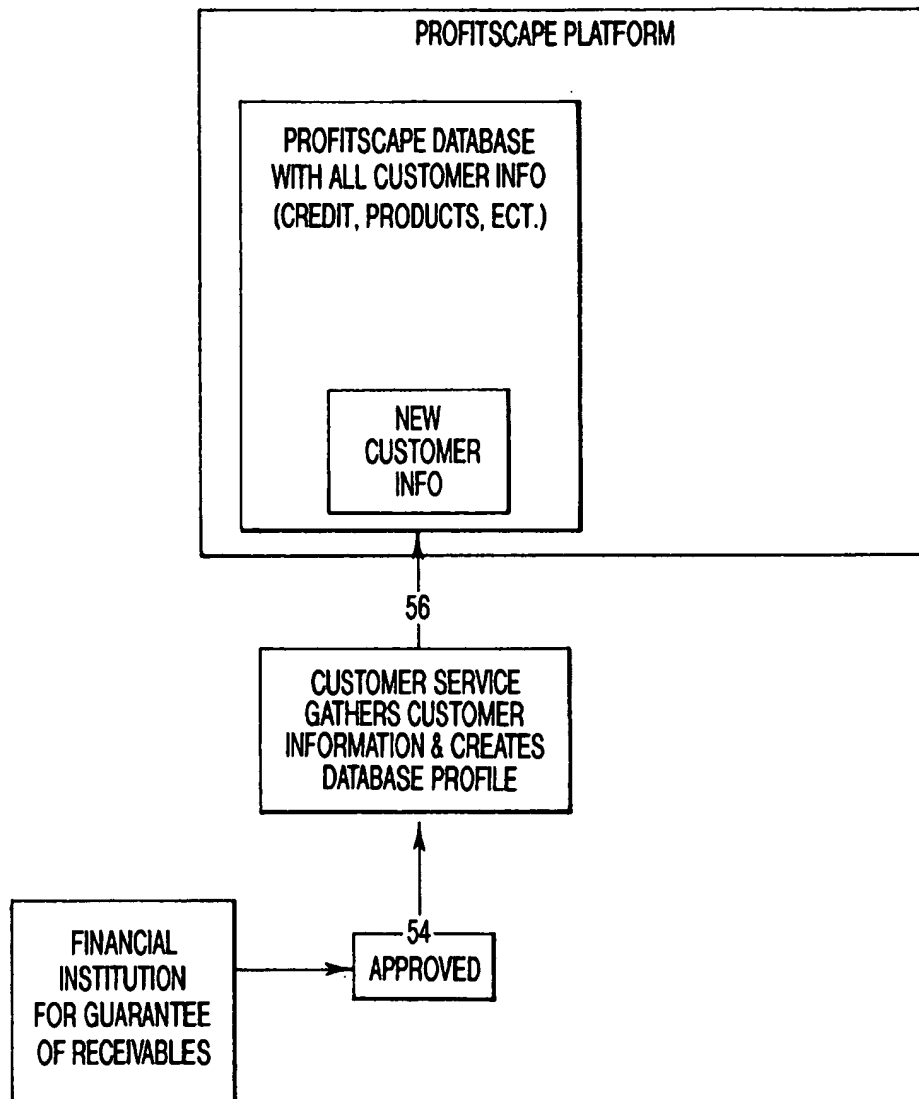 PROFITSCAPE PLATFORM
PROFITSCAPE DATABASE
WITH ALL CUSTOMER INFO
(CREDIT, PRODUCTS, ECT.)
NEW
CUSTOMER
INFO
56
CUSTOMER SERVICE
GATHERS CUSTOMER
INFORMATION & CREATES
DATABASE PROFILE
54
APPROVED
FINANCIAL
INSTITUTION
FOR GUARANTEE
OF RECEIVABLES